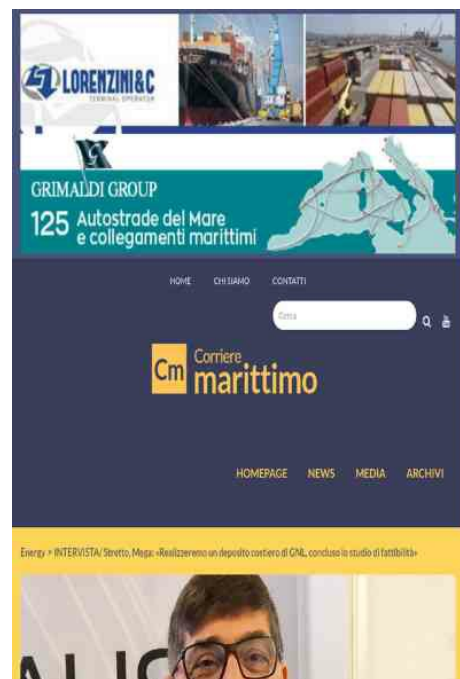 LORENZINI&C
TERMINAL OPERATOR
GRIMALDI GROUP
125 Autostrade del Mare
e collegamenti marittimi
HOME CHI SIAMO CONTATTI
Cerca
Cm Corriere
marittimo
HOMEPAGE NEWS MEDIA ARCHIVI
Energy > INTERVISTA/ Stretto, Mega: «Realizzeremo un deposito costiero di GNL, concluso lo studio di fattibilità»